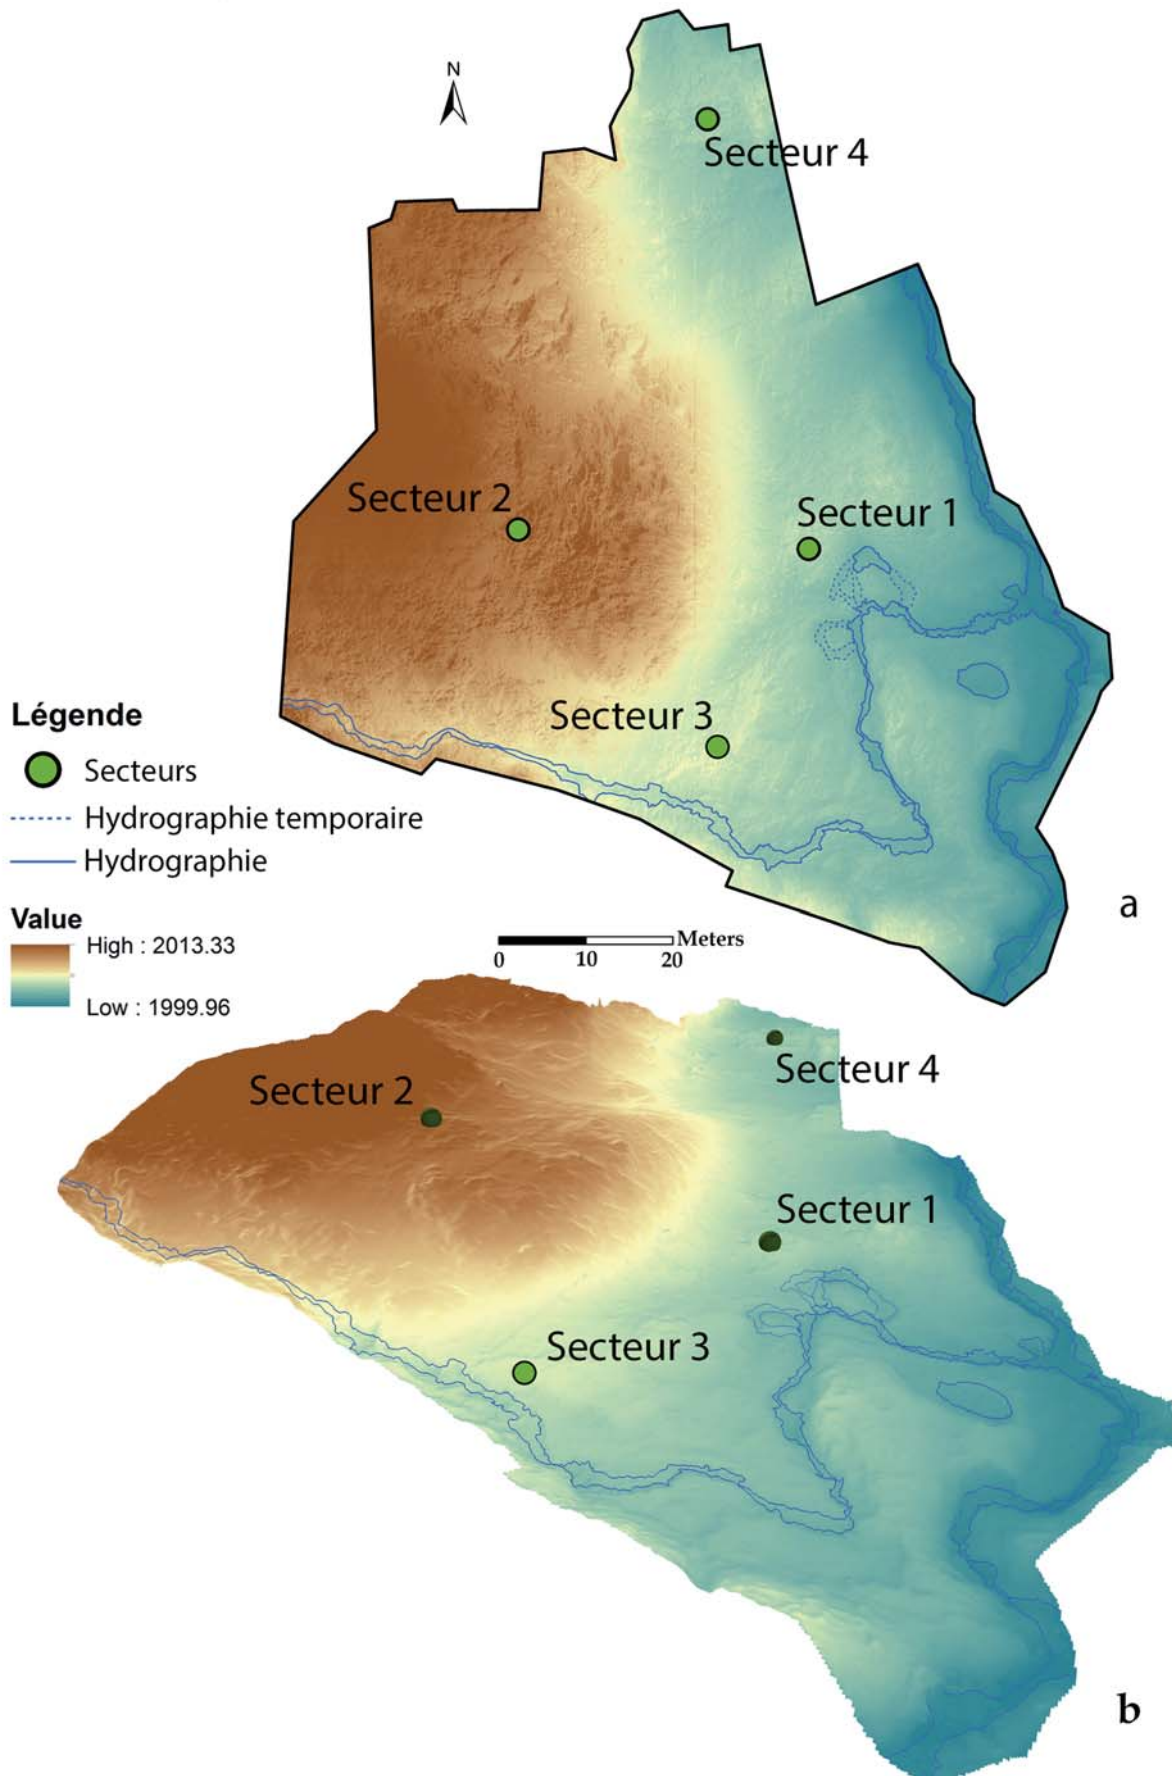 N
Secteur 4
Secteur 2
Secteur 1
Secteur 3
Légende
Secteurs
Hydrographie temporaire
Hydrographie
a
Value
High : 2013.33
Low : 1999.96
Meters
0 10 20
Secteur 4
Secteur 2
Secteur 1
Secteur 3
b